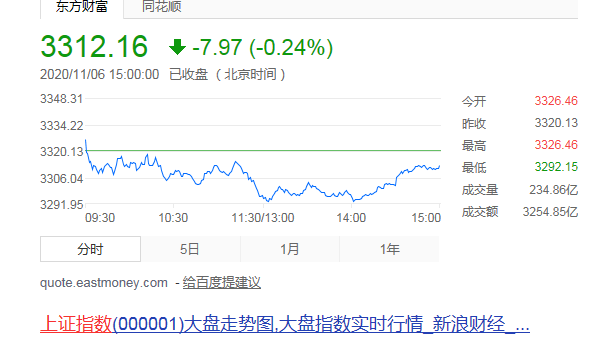 东方财富 同花顺
3312.16 -7.97 (-0.24%)
2020/11/06 15:00:00 已收盘 ( 北京时间 )
3348.31
3334.22
3320.13
3306.04
3291.95
09:30 10:30 11:30/13:00 14:00 15:00
今开 3326.46
昨收 3320.13
最高 3326.46
最低 3292.15
成交量 234.86亿
成交额 3254.85亿
分时 5日 1月 1年
quote.eastmoney.com - 给百度提建议
上证指数(000001)大盘走势图,大盘指数实时行情_新浪财经_...